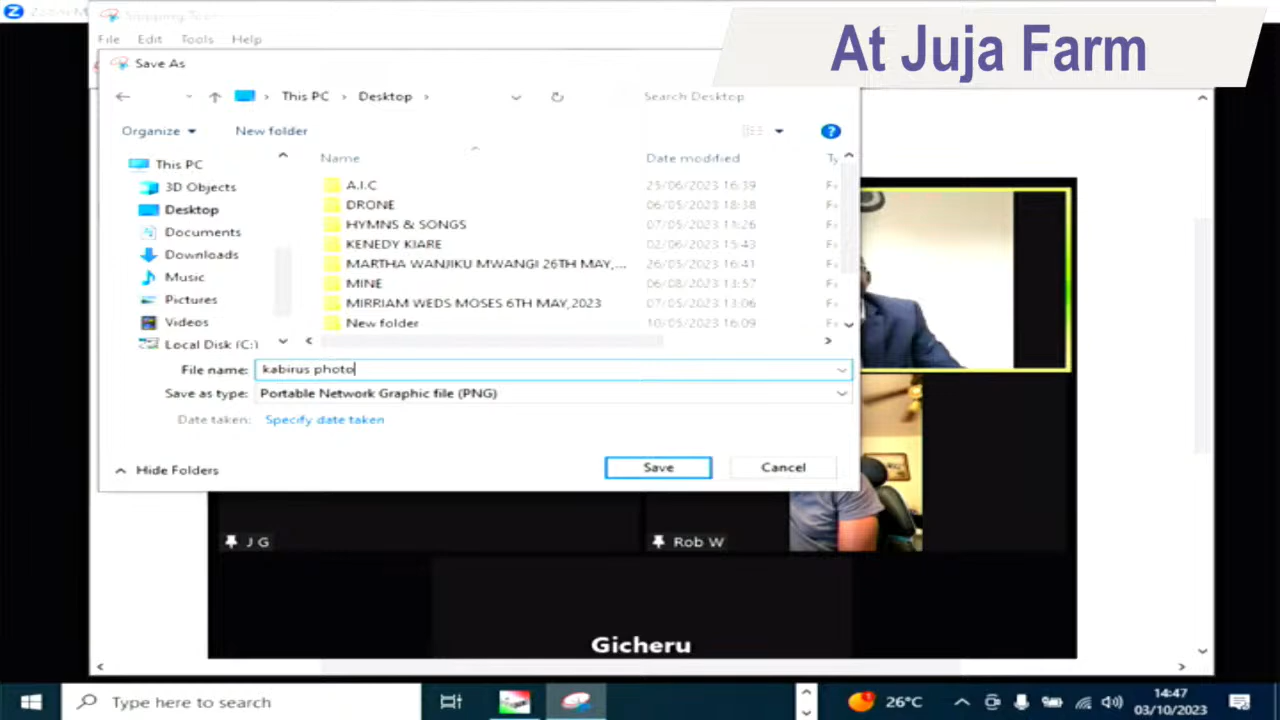 At Juja Farm
Snipping Tool
File Edit Tools Help
Save As
This PC Desktop Search Desktop
Organize New folder
Name Date modified
This PC
3D Objects
Desktop
Documents
Downloads
Music
Pictures
Videos
Local Disk (C:)
A.I.C 25/06/2023 16:39
DRONE 06/05/2023 18:38
HYMNS & SONGS 07/05/2023 11:26
KENEDY KIARE 02/06/2023 15:43
MARTHA WANJIKU MWANGI 26TH MAY,... 26/05/2023 16:41
MINE 06/08/2023 13:57
MIRRIAM WEDS MOSES 6TH MAY,2023 07/05/2023 13:06
New folder 10/05/2023 16:09
File name: kabirus photo
Save as type: Portable Network Graphic file (PNG)
Date taken: Specify date taken
Hide Folders Save Cancel
J G Rob W
Gicheru
Type here to search 26°C 14:47
03/10/2023